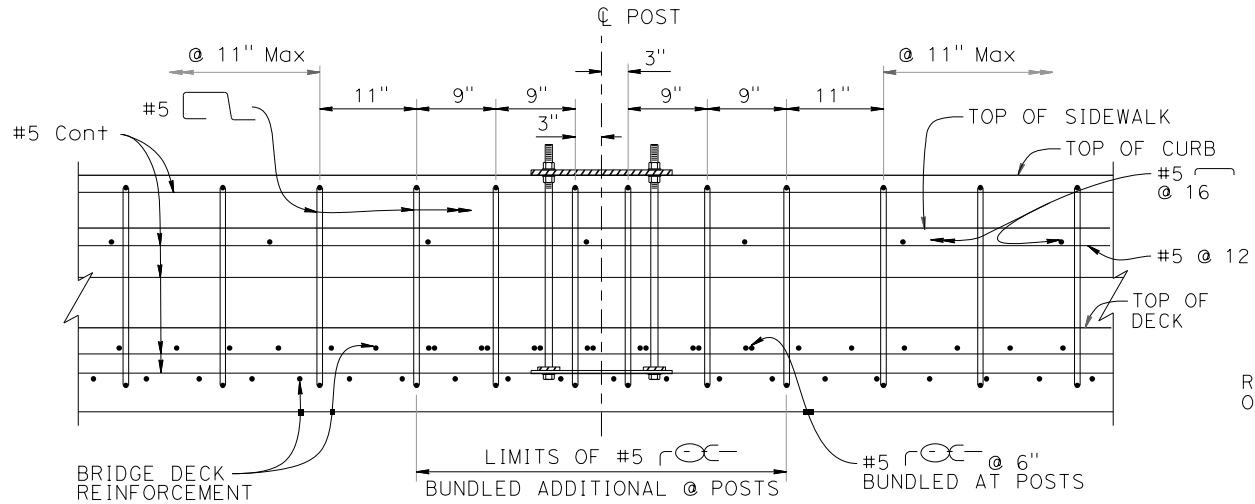 ℄ POST
@ 11" Max
3"
@ 11" Max
11"
9"
9"
9"
9"
11"
#5
3"
TOP OF SIDEWALK
#5 Cont
TOP OF CURB
#5
@ 16
#5 @ 12
TOP OF
DECK
R
O
LIMITS OF #5
BUNDLED ADDITIONAL @ POSTS
#5 @ 6"
BUNDLED AT POSTS
BRIDGE DECK
REINFORCEMENT